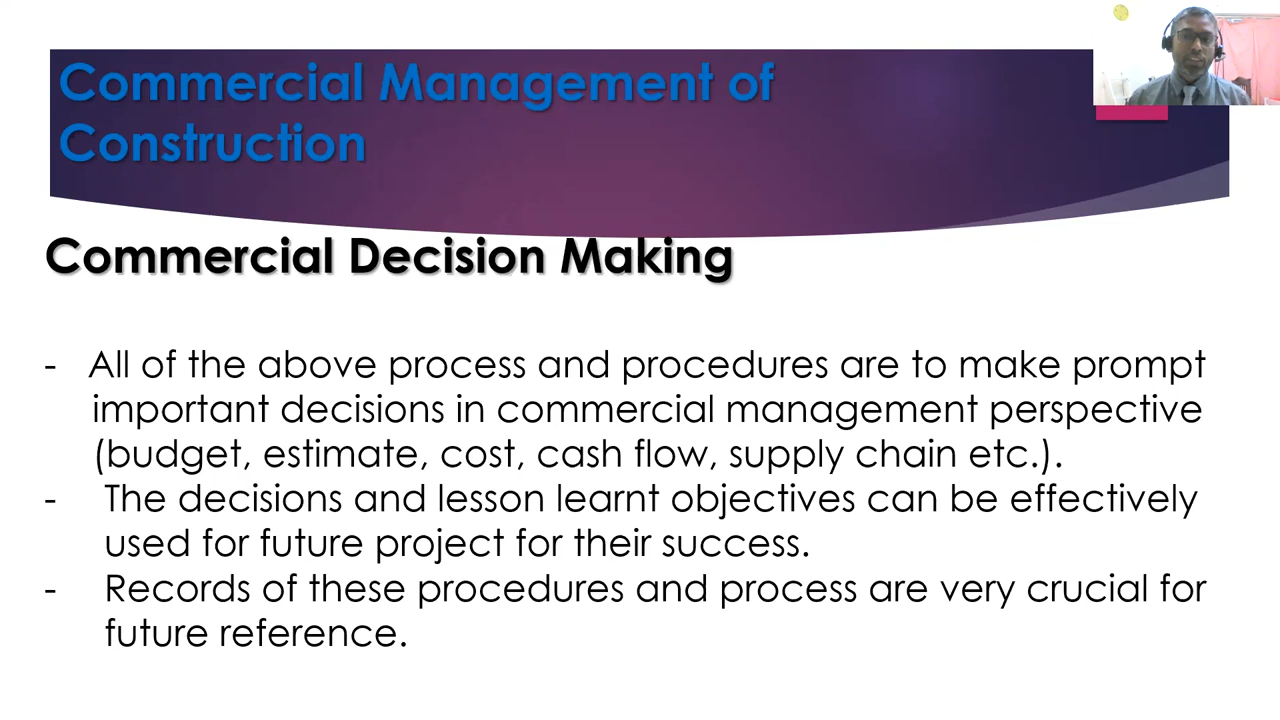 Commercial Management of
Construction
Commercial Decision Making
- All of the above process and procedures are to make prompt
important decisions in commercial management perspective
(budget, estimate, cost, cash flow, supply chain etc.).
- The decisions and lesson learnt objectives can be effectively
used for future project for their success.
- Records of these procedures and process are very crucial for
future reference.